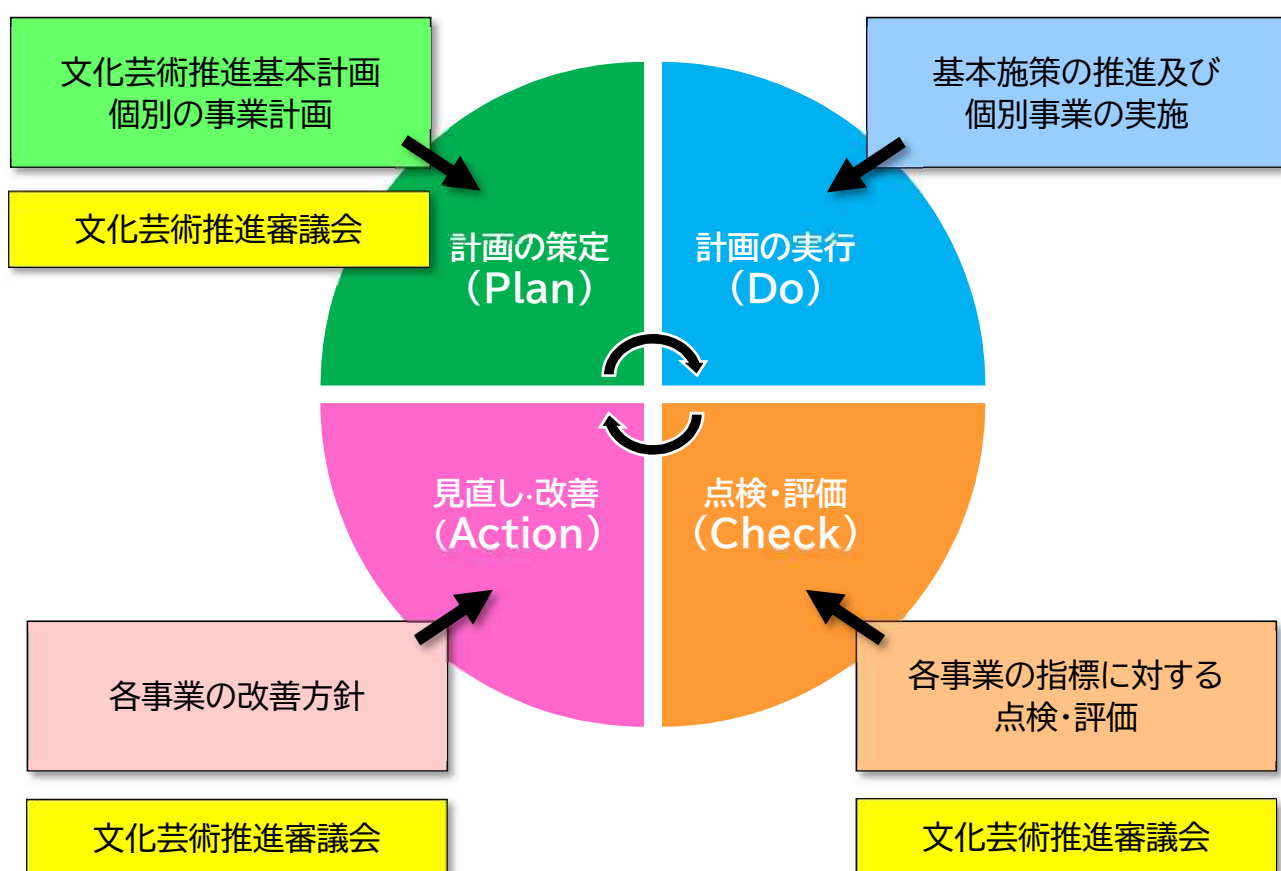 文化芸術推進基本計画
個別の事業計画
文化芸術推進審議会
基本施策の推進及び
個別事業の実施
計画の策定
（Plan）
計画の実行
（Do）
見直し・改善
（Action）
点検・評価
（Check）
各事業の改善方針
文化芸術推進審議会
各事業の指標に対する
点検・評価
文化芸術推進審議会